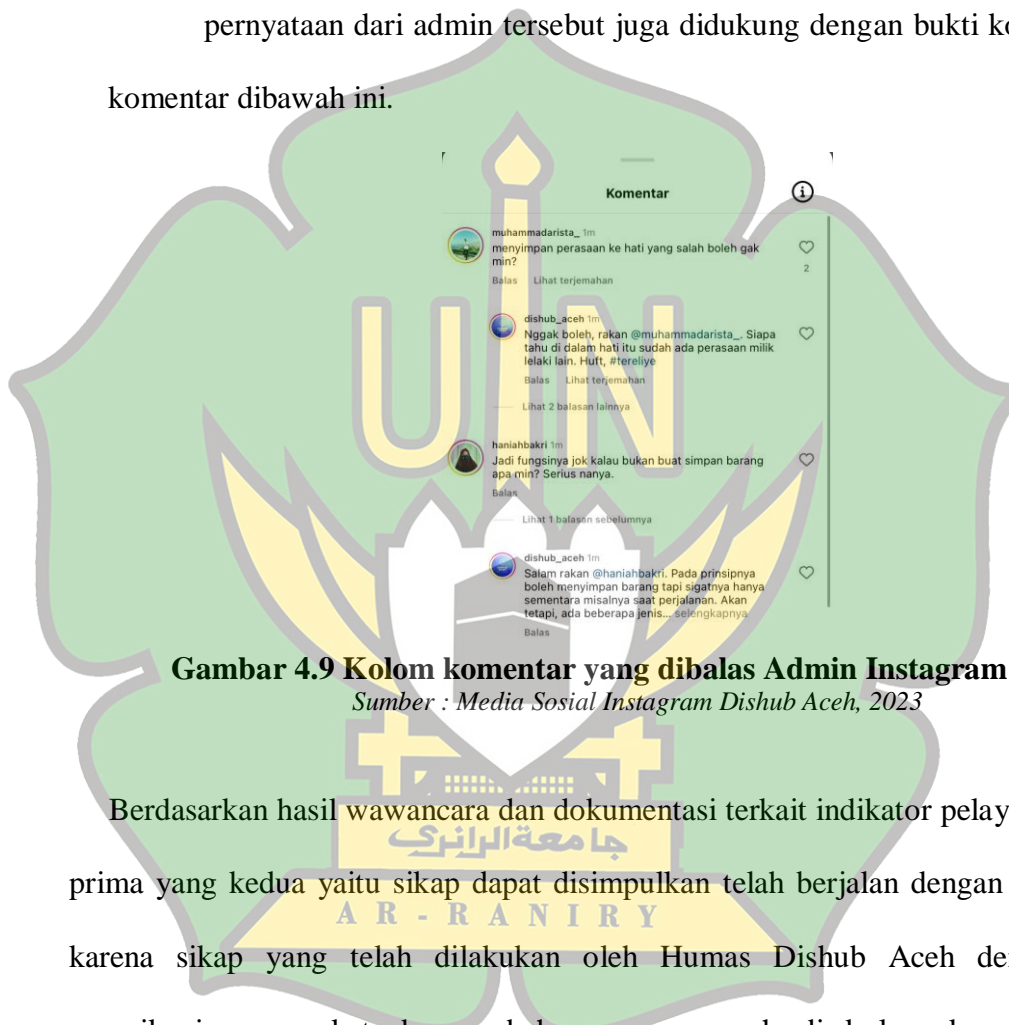 pernyataan dari admin tersebut juga didukung dengan bukti
komentar dibawah ini.
Komentar
muhammadarista_ 1m
menyimpan perasaan ke hati yang salah boleh gak
min?
2
Balas Lihat terjemahan
dishub_aceh 1m
Nggak boleh, rakan @muhammadarista_. Siapa
tahu di dalam hati itu sudah ada perasaan milik
lelaki lain. Huft, #tereliye
Balas Lihat terjemahan
Lihat 2 balasan lainnya
haniahbakri 1m
Jadi fungsinya jok kalau bukan buat simpan barang
apa min? Serius nanya.
Balas
Lihat 1 balasan sebelumnya
dishub_aceh 1m
Salam rakan @haniahbakri. Pada prinsipnya
boleh menyimpan barang tapi sigatnya hanya
sementara misalnya saat perjalanan. Akan
tetapi, ada beberapa jenis... selengkapnya
Balas
UIN
Gambar 4.9 Kolom komentar yang dibalas Admin Instagram
Sumber : Media Sosial Instagram Dishub Aceh, 2023
Berdasarkan hasil wawancara dan dokumentasi terkait indikator
جامعة الرانري
prima yang kedua yaitu sikap dapat disimpulkan telah berjalan dengan
AR-RANIRY
karena sikap yang telah dilakukan oleh Humas Dishub Aceh